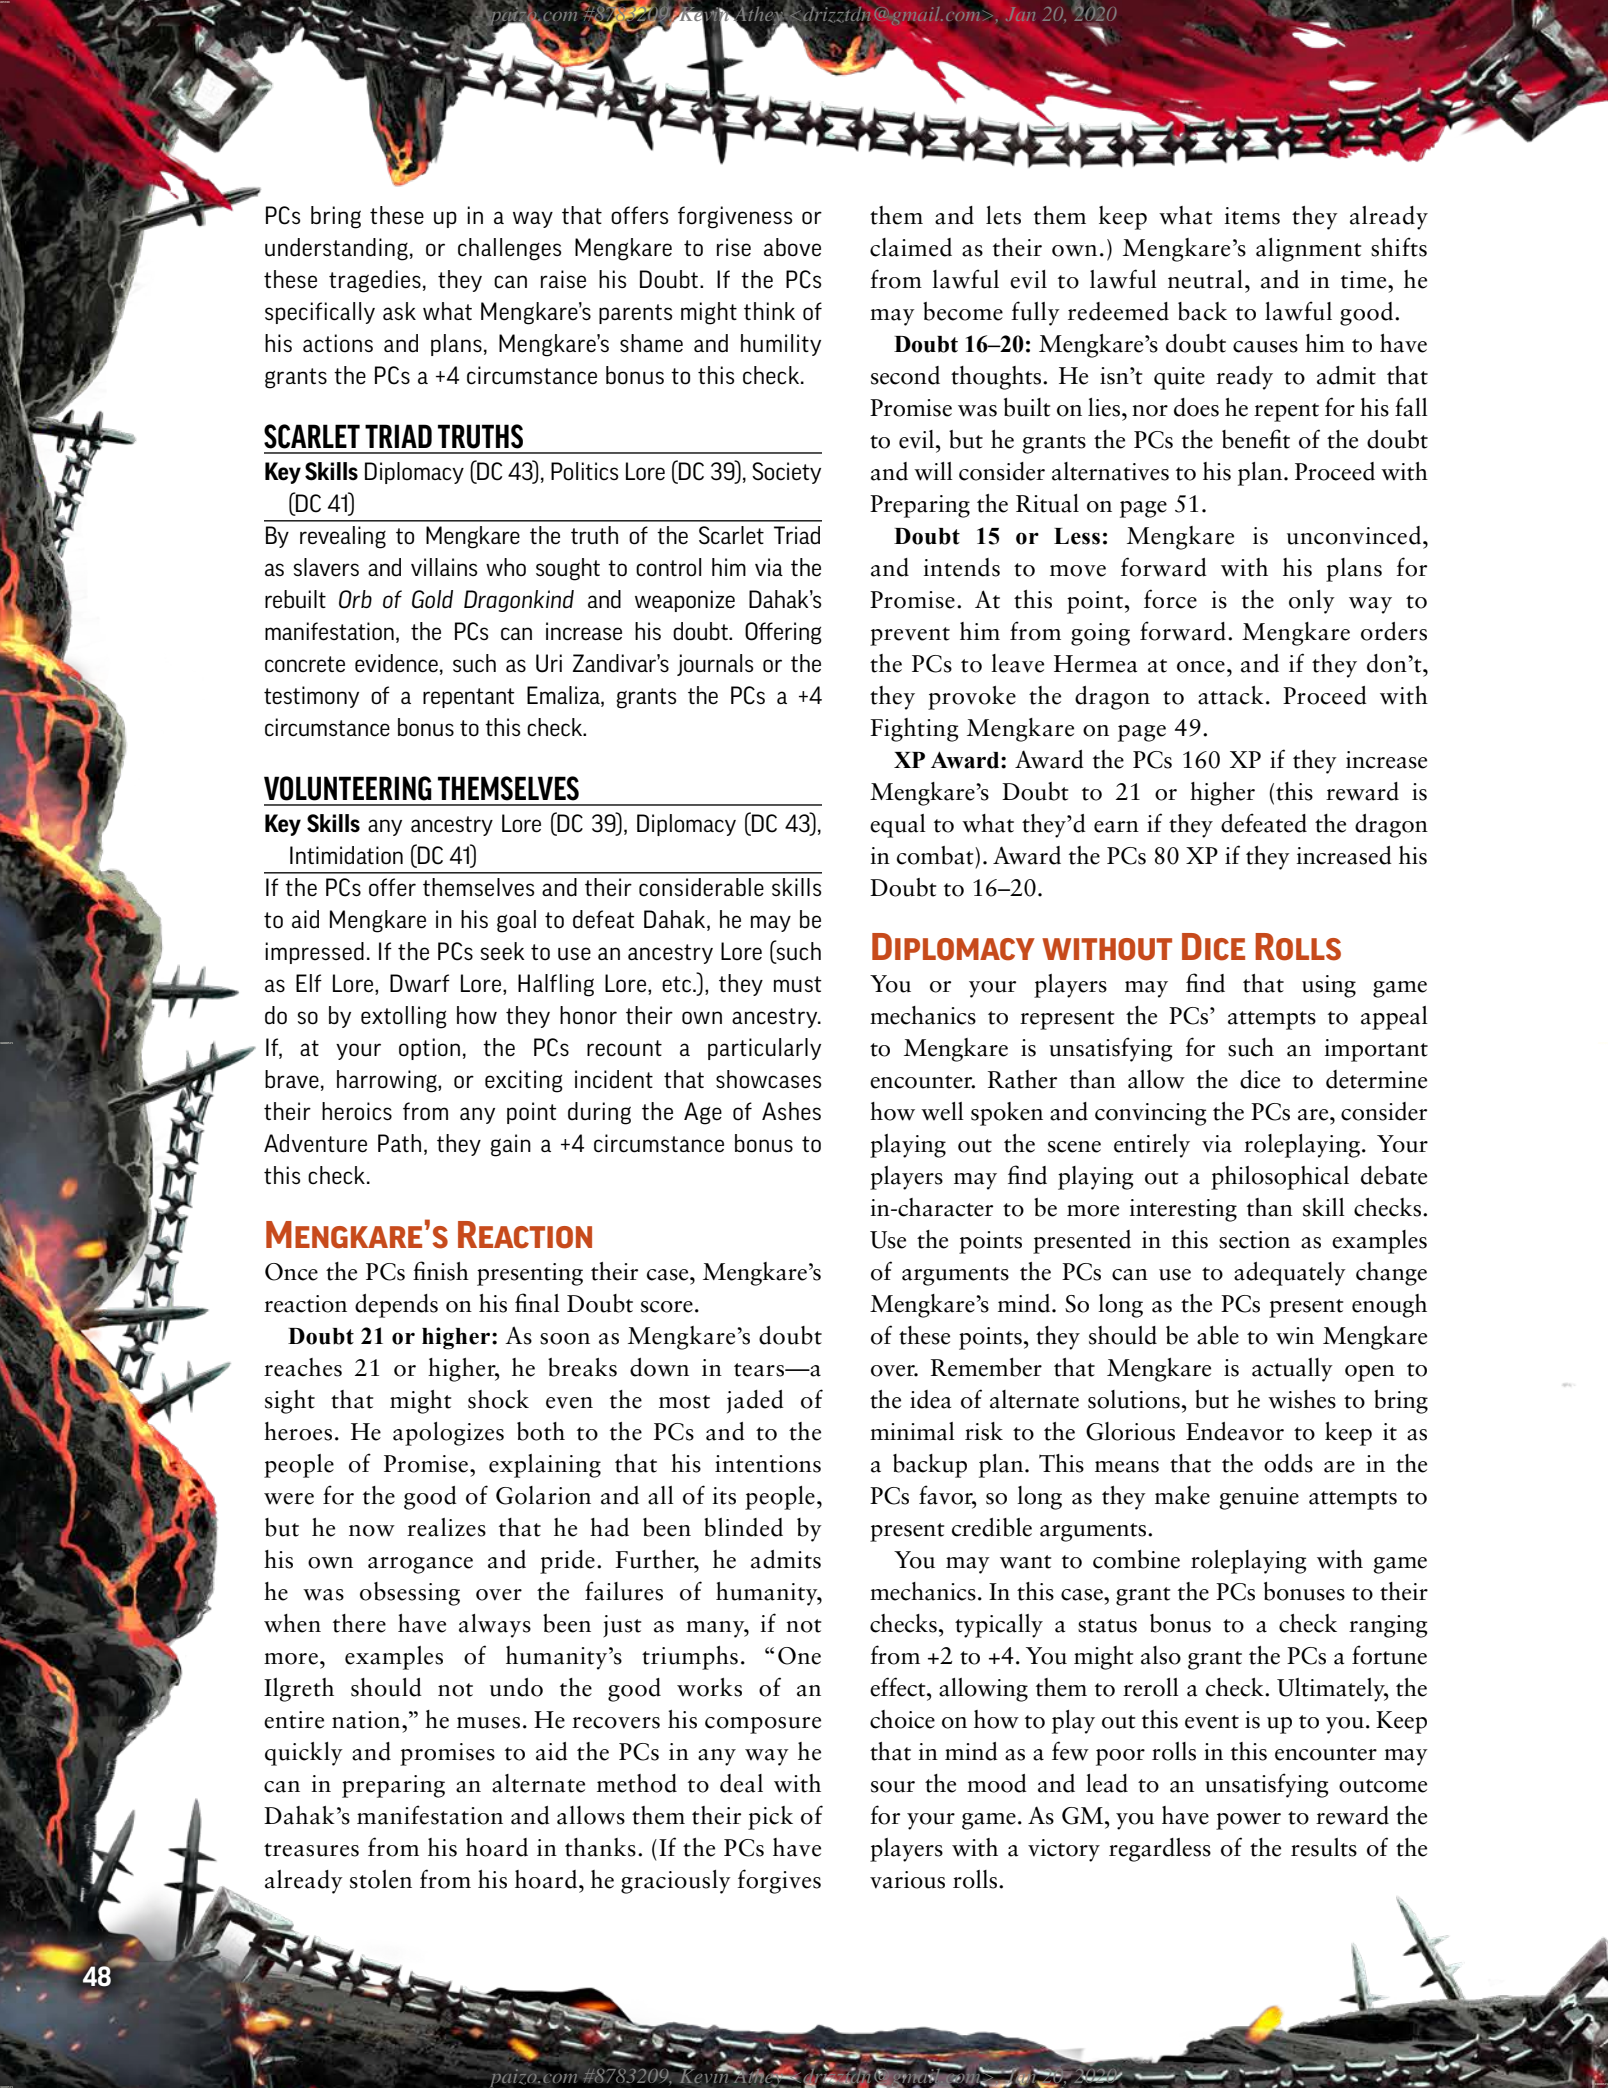 paizo.com #8783209, Kevin Athey <drizztdn@gmail.com>, Jan 20, 2020
PCs bring these up in a way that offers forgiveness or
understanding, or challenges Mengkare to rise above
these tragedies, they can raise his Doubt. If the PCs
specifically ask what Mengkare's parents might think of
his actions and plans, Mengkare's shame and humility
grants the PCs a +4 circumstance bonus to this check.
SCARLET TRIAD TRUTHS
Key Skills Diplomacy (DC 43), Politics Lore (DC 39), Society
(DC 41)
By revealing to Mengkare the truth of the Scarlet Triad
as slavers and villains who sought to control him via the
rebuilt Orb of Gold Dragonkind and weaponize Dahak's
manifestation, the PCs can increase his doubt. Offering
concrete evidence, such as Uri Zandivar's journals or the
testimony of a repentant Emaliza, grants the PCs a +4
circumstance bonus to this check.
VOLUNTEERING THEMSELVES
Key Skills any ancestry Lore (DC 39), Diplomacy (DC 43),
Intimidation (DC 41)
If the PCs offer themselves and their considerable skills
to aid Mengkare in his goal to defeat Dahak, he may be
impressed. If the PCs seek to use an ancestry Lore (such
as Elf Lore, Dwarf Lore, Halfling Lore, etc.), they must
do so by extolling how they honor their own ancestry.
If, at your option, the PCs recount a particularly
brave, harrowing, or exciting incident that showcases
their heroics from any point during the Age of Ashes
Adventure Path, they gain a +4 circumstance bonus to
this check.
MENGKARE'S REACTION
Once the PCs finish presenting their case, Mengkare's
reaction depends on his final Doubt score.
Doubt 21 or higher: As soon as Mengkare's doubt
reaches 21 or higher, he breaks down in tears—a
sight that might shock even the most jaded of
heroes. He apologizes both to the PCs and to the
people of Promise, explaining that his intentions
were for the good of Golarion and all of its people,
but he now realizes that he had been blinded by
his own arrogance and pride. Further, he admits
he was obsessing over the failures of humanity,
when there have always been just as many, if not
more, examples of humanity's triumphs. “One
Ilgreth should not undo the good works of an
entire nation,” he muses. He recovers his composure
quickly and promises to aid the PCs in any way he
can in preparing an alternate method to deal with
Dahak's manifestation and allows them their pick of
treasures from his hoard in thanks. (If the PCs have
already stolen from his hoard, he graciously forgives
them and lets them keep what items they already
claimed as their own.) Mengkare's alignment shifts
from lawful evil to lawful neutral, and in time, he
may become fully redeemed back to lawful good.
Doubt 16–20: Mengkare's doubt causes him to have
second thoughts. He isn't quite ready to admit that
Promise was built on lies, nor does he repent for his fall
to evil, but he grants the PCs the benefit of the doubt
and will consider alternatives to his plan. Proceed with
Preparing the Ritual on page 51.
Doubt 15 or Less: Mengkare is unconvinced,
and intends to move forward with his plans for
Promise. At this point, force is the only way to
prevent him from going forward. Mengkare orders
the PCs to leave Hermea at once, and if they don't,
they provoke the dragon to attack. Proceed with
Fighting Mengkare on page 49.
XP Award: Award the PCs 160 XP if they increase
Mengkare's Doubt to 21 or higher (this reward is
equal to what they'd earn if they defeated the dragon
in combat). Award the PCs 80 XP if they increased his
Doubt to 16–20.
DIPLOMACY WITHOUT DICE ROLLS
You or your players may find that using game
mechanics to represent the PCs' attempts to appeal
to Mengkare is unsatisfying for such an important
encounter. Rather than allow the dice to determine
how well spoken and convincing the PCs are, consider
playing out the scene entirely via roleplaying. Your
players may find playing out a philosophical debate
in-character to be more interesting than skill checks.
Use the points presented in this section as examples
of arguments the PCs can use to adequately change
Mengkare's mind. So long as the PCs present enough
of these points, they should be able to win Mengkare
over. Remember that Mengkare is actually open to
the idea of alternate solutions, but he wishes to bring
minimal risk to the Glorious Endeavor to keep it as
a backup plan. This means that the odds are in the
PCs favor, so long as they make genuine attempts to
present credible arguments.
You may want to combine roleplaying with game
mechanics. In this case, grant the PCs bonuses to their
checks, typically a status bonus to a check ranging
from +2 to +4. You might also grant the PCs a fortune
effect, allowing them to reroll a check. Ultimately, the
choice on how to play out this event is up to you. Keep
that in mind as a few poor rolls in this encounter may
sour the mood and lead to an unsatisfying outcome
for your game. As GM, you have power to reward the
players with a victory regardless of the results of the
various rolls.
48
paizo.com #8783209, Kevin Athey <drizztdn@gmail.com>, Jan 20, 2020